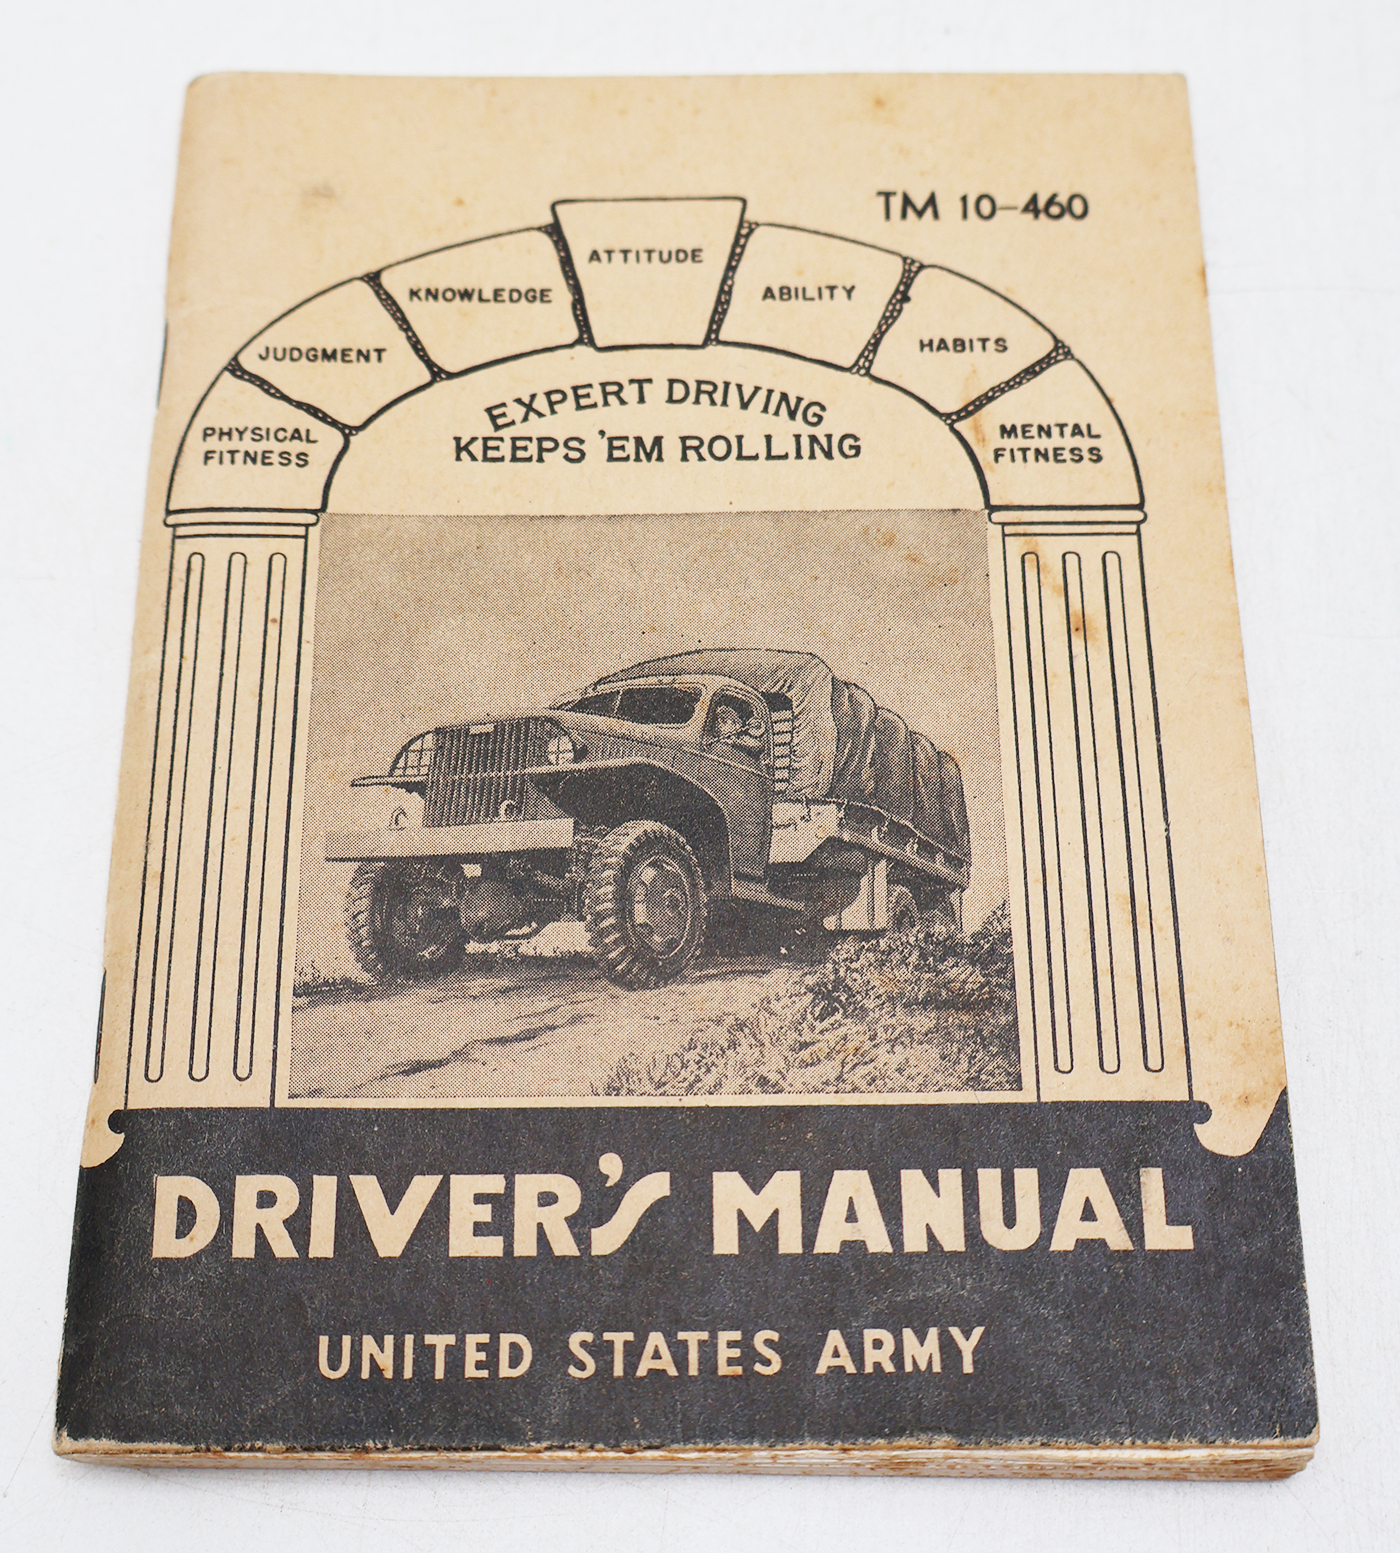 TM 10-460
ATTITUDE
KNOWLEDGE
ABILITY
JUDGMENT
HABITS
PHYSICAL
FITNESS
MENTAL
FITNESS
EXPERT DRIVING
KEEPS 'EM ROLLING
DRIVER'S MANUAL
UNITED STATES ARMY